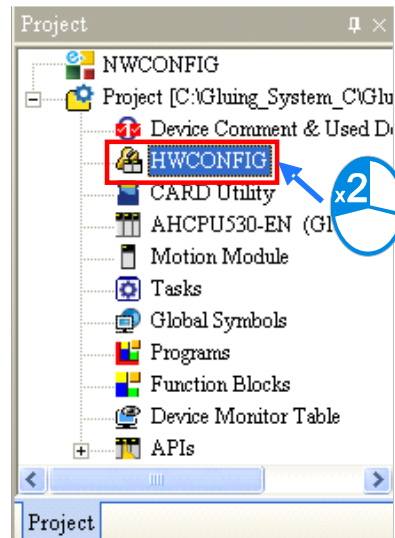 Project
NWCONFIG
Project [C:\Gluing_System_C\Glu
Device Comment & Used De
HWCONFIG
x2
CARD Utility
AHCPU530-EN (Gl
Motion Module
Tasks
Global Symbols
Programs
Function Blocks
Device Monitor Table
APIs
Project